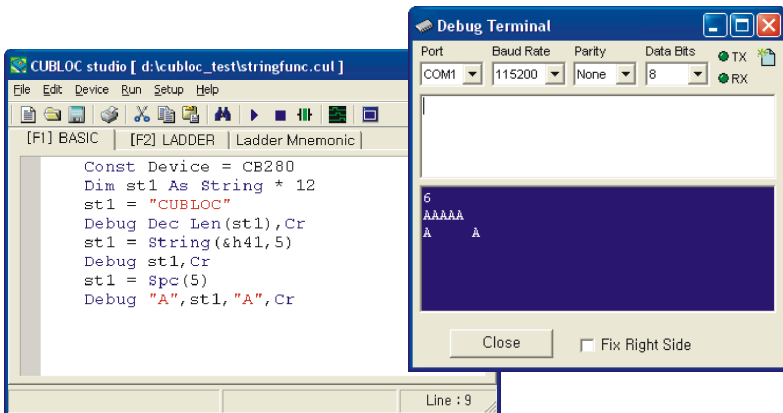 CUBLOC studio [ d:\cubloc_test\stringfunc.cul ]
File Edit Device Run Setup Help
[F1] BASIC [F2] LADDER Ladder Mnemonic
Const Device = CB280
Dim st1 As String * 12
st1 = "CUBLOC"
Debug Dec Len(st1),Cr
st1 = String(&h41,5)
Debug st1,Cr
st1 = Spc(5)
Debug "A",st1,"A",Cr
Line : 9
Debug Terminal
Port Baud Rate Parity Data Bits
TX
COM1 115200 None 8
RX
6
AAAAA
A     A
Close Fix Right Side